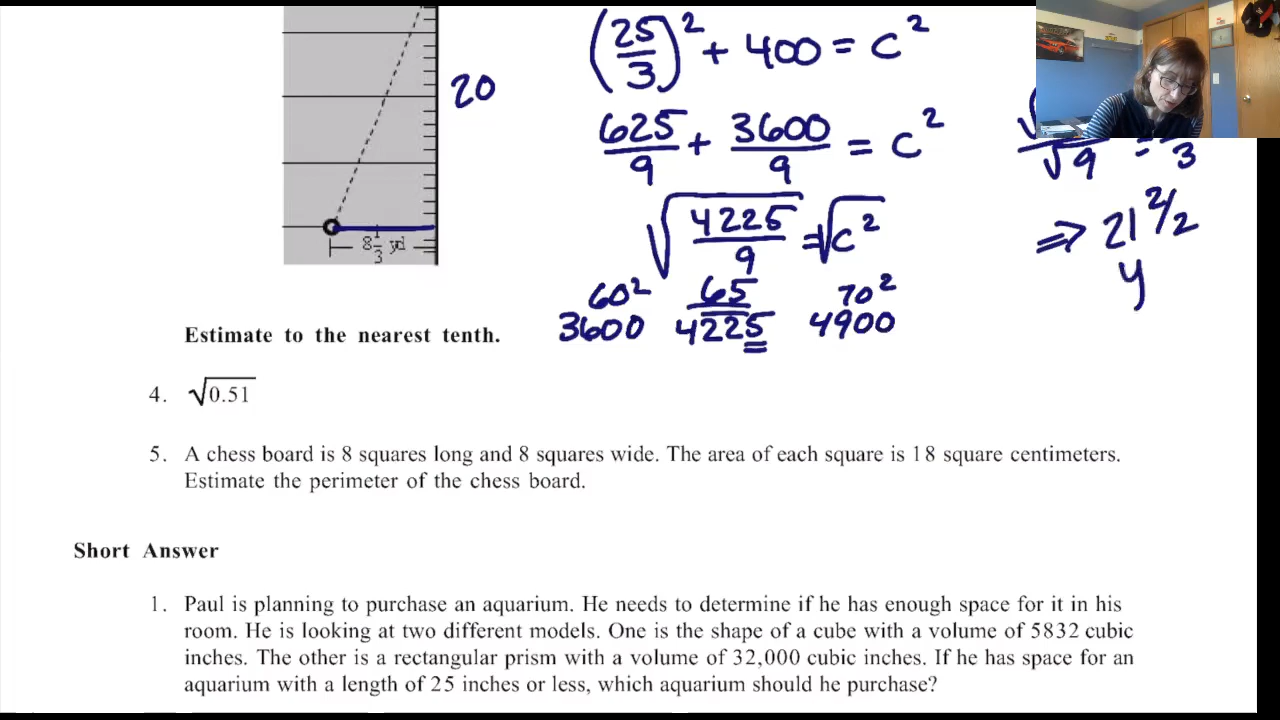 20
8 1/3 yd
(25/3)² + 400 = c²
625/9 + 3600/9 = c²
√(4225/9) = √c²
60² 65 70²
3600 4225 4900
√9 = 3
⇒ 21 2/2
y
Estimate to the nearest tenth.
4. √0.51
5. A chess board is 8 squares long and 8 squares wide. The area of each square is 18 square centimeters.
Estimate the perimeter of the chess board.
Short Answer
1. Paul is planning to purchase an aquarium. He needs to determine if he has enough space for it in his
room. He is looking at two different models. One is the shape of a cube with a volume of 5832 cubic
inches. The other is a rectangular prism with a volume of 32,000 cubic inches. If he has space for an
aquarium with a length of 25 inches or less, which aquarium should he purchase?